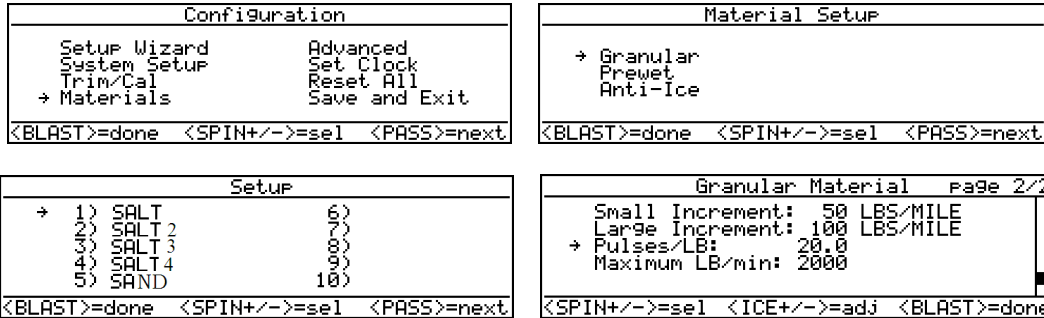 Configuration
Setup Wizard Advanced
System Setup Set Clock
Trim/Cal Reset All
→ Materials Save and Exit
<BLAST>=done <SPIN+/->=sel <PASS>=next
Material Setup
→ Granular
Prewet
Anti-Ice
<BLAST>=done <SPIN+/->=sel <PASS>=next
Setup
→ 1) SALT 6)
2) SALT 2 7)
3) SALT 3 8)
4) SALT 4 9)
5) SAND 10)
<BLAST>=done <SPIN+/->=sel <PASS>=next
Granular Material page 2/2
Small Increment: 50 LBS/MILE
Large Increment: 100 LBS/MILE
→ Pulses/LB: 20.0
Maximum LB/min: 2000
<SPIN+/->=sel <ICE+/->=adj <BLAST>=done